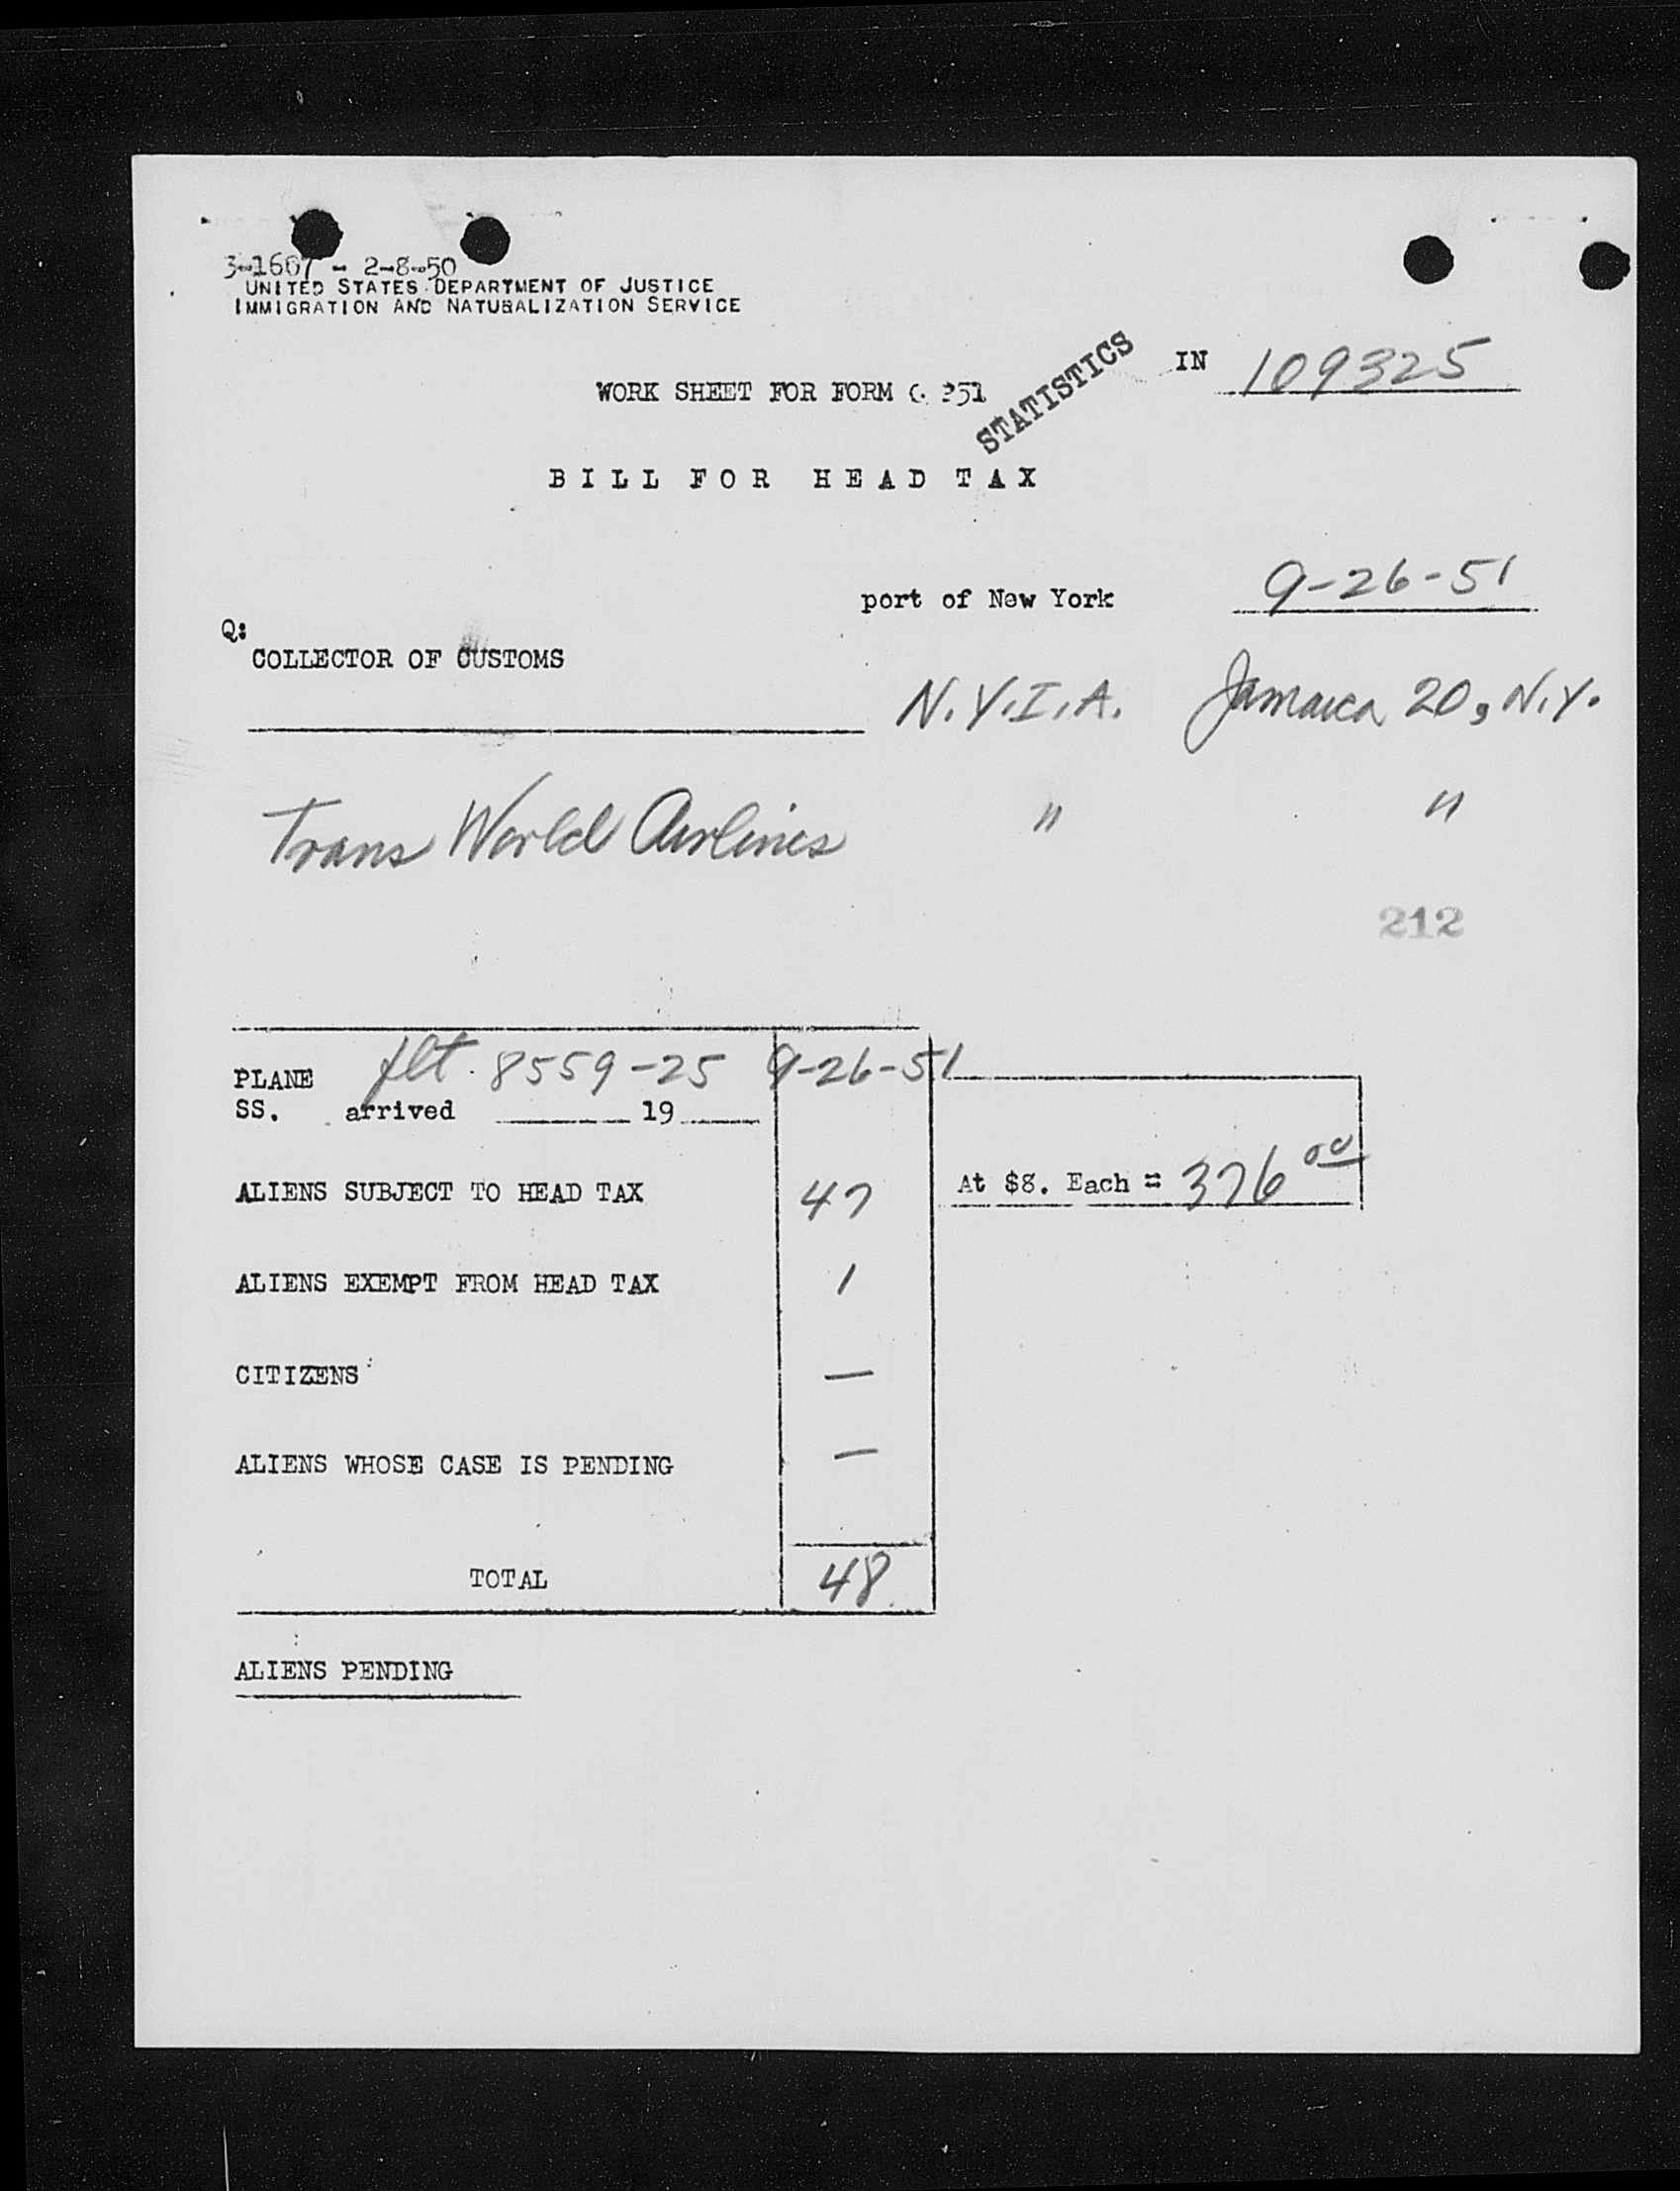 3-1667 - 2-8-50
UNITED STATES DEPARTMENT OF JUSTICE
IMMIGRATION AND NATURALIZATION SERVICE
STATISTICS
IN 109325
WORK SHEET FOR FORM G 351
BILL FOR HEAD TAX
port of New York 9-26-51
Q:
COLLECTOR OF CUSTOMS
N.Y.I.A. Jamaica 20, N.Y.
Trans World Airlines " "
212
PLANE flt. 8559-25 9-26-51
SS. arrived 19
ALIENS SUBJECT TO HEAD TAX 47 At $8. Each = 376 00
ALIENS EXEMPT FROM HEAD TAX 1
CITIZENS —
ALIENS WHOSE CASE IS PENDING —
TOTAL 48
ALIENS PENDING